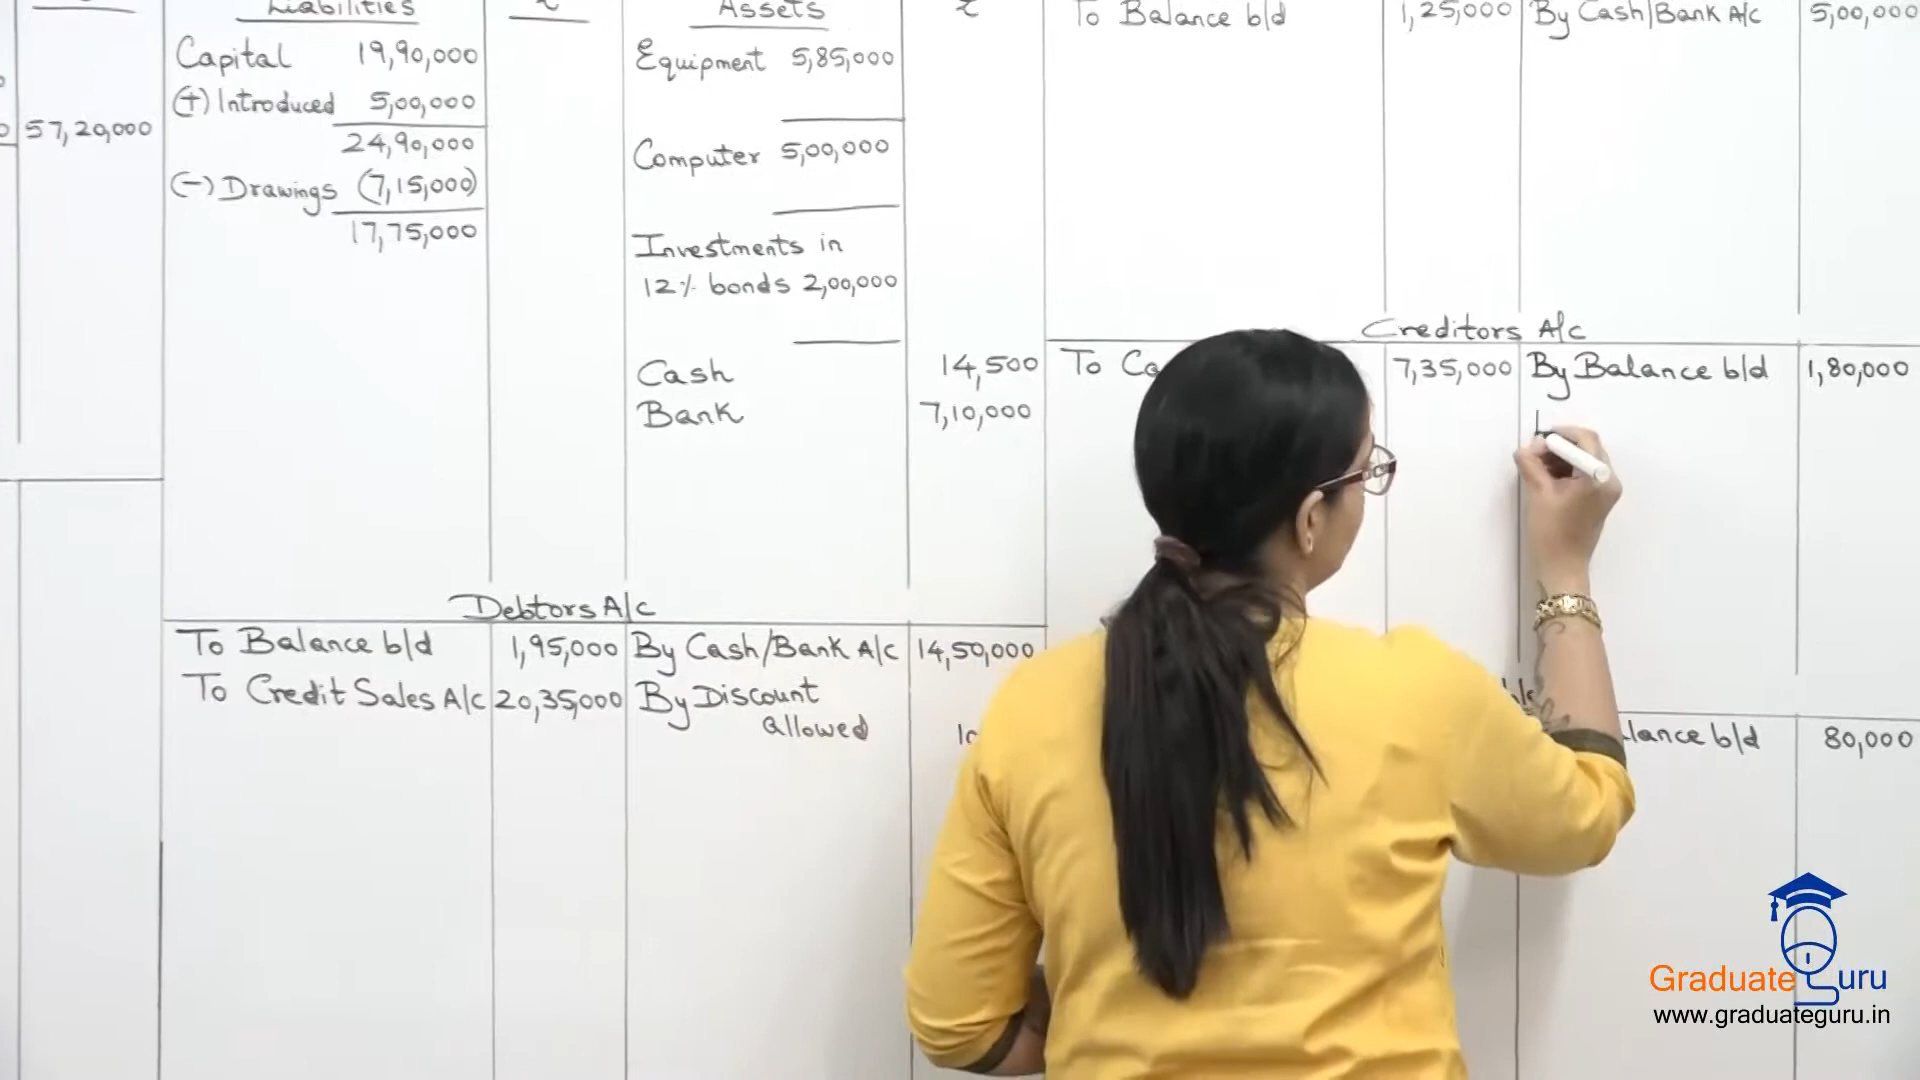 57,20,000
Liabilities ₹ Assets ₹
Capital 19,90,000
(+) Introduced 5,00,000
24,90,000
(-) Drawings (7,15,000)
17,75,000
Equipment 5,85,000
Computer 5,00,000
Investments in
12% bonds 2,00,000
Cash 14,500
Bank 7,10,000
To Balance b/d 1,25,000 By Cash/Bank A/c 5,00,000
Creditors A/c
To Ca 7,35,000 By Balance b/d 1,80,000
Debtors A/c
To Balance b/d 1,95,000 By Cash/Bank A/c 14,50,000
To Credit Sales A/c 20,35,000 By Discount
allowed
lance b/d 80,000
Graduate Guru
www.graduateguru.in